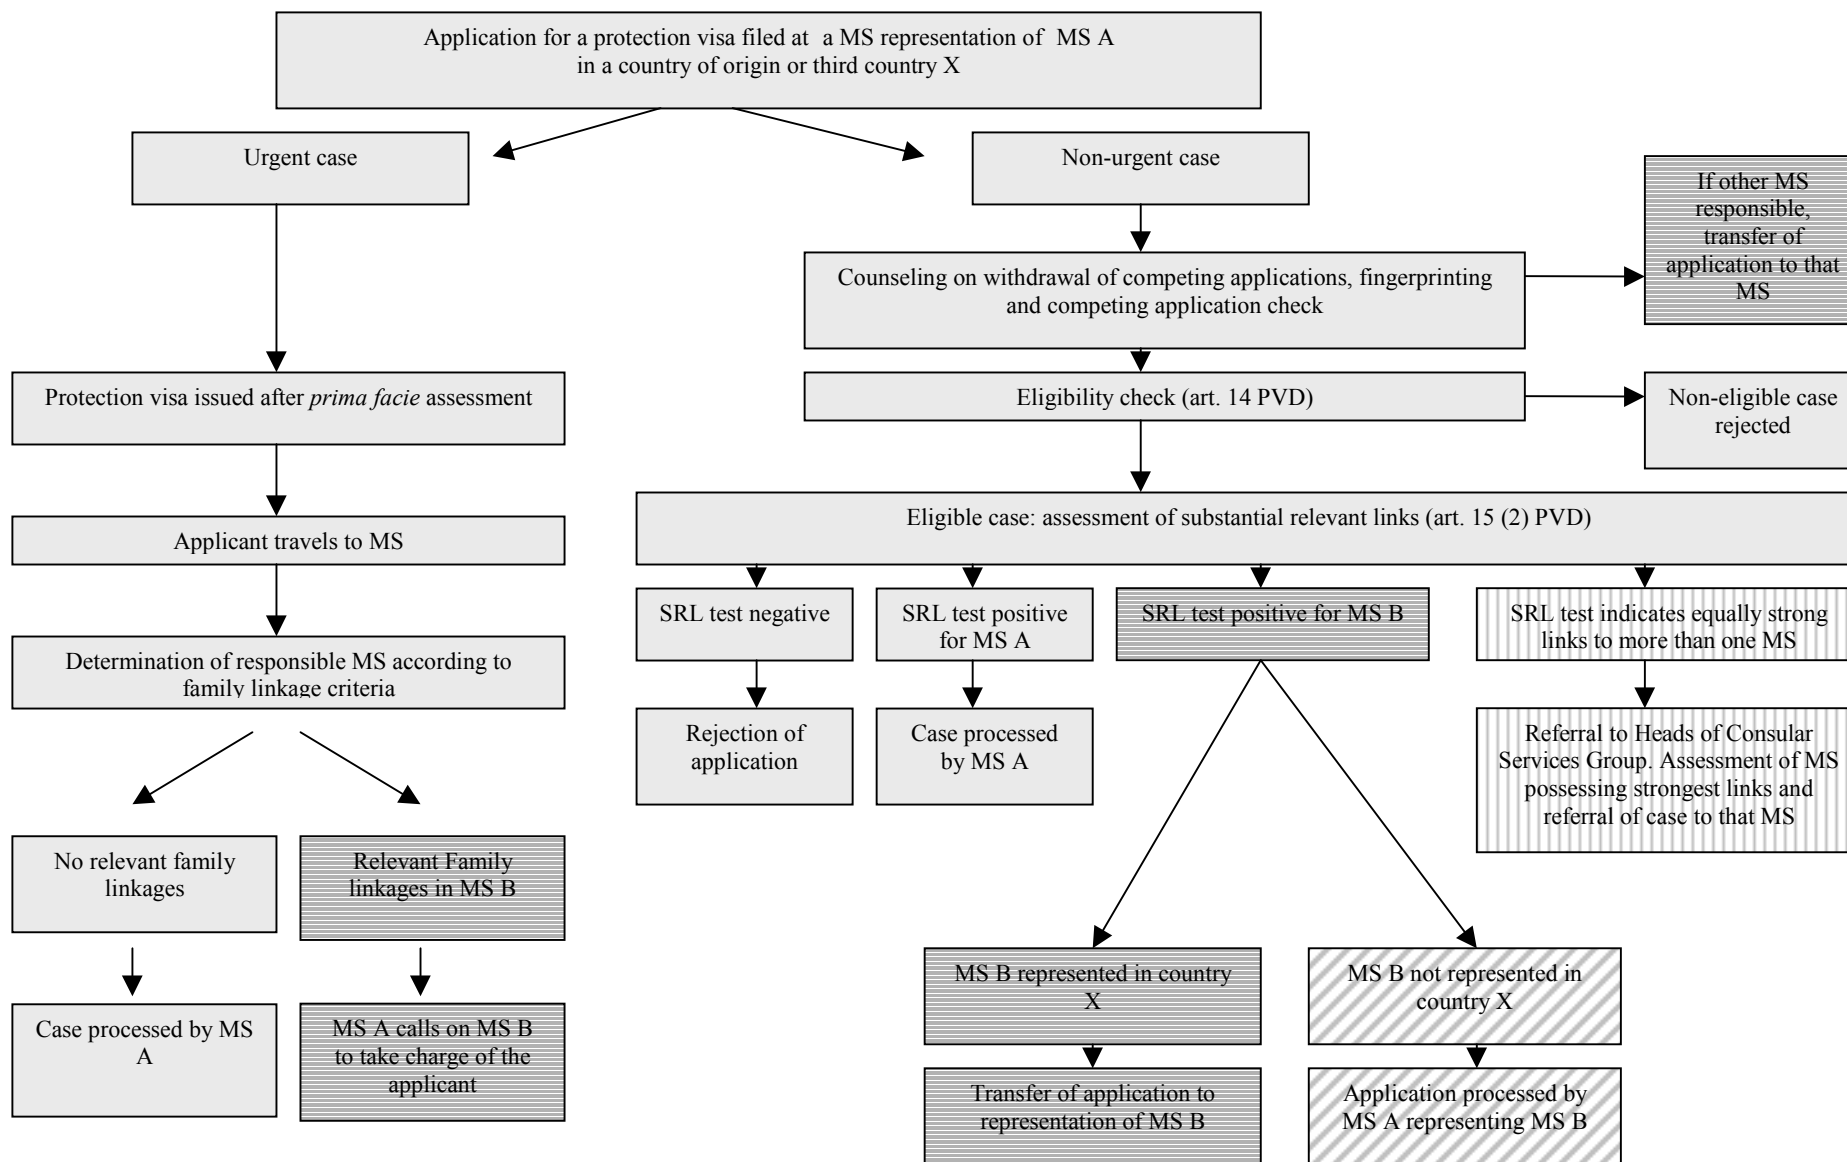 Application for a protection visa filed at a MS representation of MS A
in a country of origin or third country X
Urgent case
Non-urgent case
If other MS
responsible,
transfer of
application to that
MS
Counseling on withdrawal of competing applications, fingerprinting
and competing application check
Protection visa issued after prima facie assessment
Eligibility check (art. 14 PVD)
Non-eligible case
rejected
Applicant travels to MS
Eligible case: assessment of substantial relevant links (art. 15 (2) PVD)
SRL test negative
SRL test positive
for MS A
SRL test positive for MS B
SRL test indicates equally strong
links to more than one MS
Determination of responsible MS according to
family linkage criteria
Rejection of
application
Case processed
by MS A
Referral to Heads of Consular
Services Group. Assessment of MS
possessing strongest links and
referral of case to that MS
No relevant family
linkages
Relevant Family
linkages in MS B
MS B represented in country
X
MS B not represented in
country X
Case processed by MS
A
MS A calls on MS B
to take charge of the
applicant
Transfer of application to
representation of MS B
Application processed by
MS A representing MS B